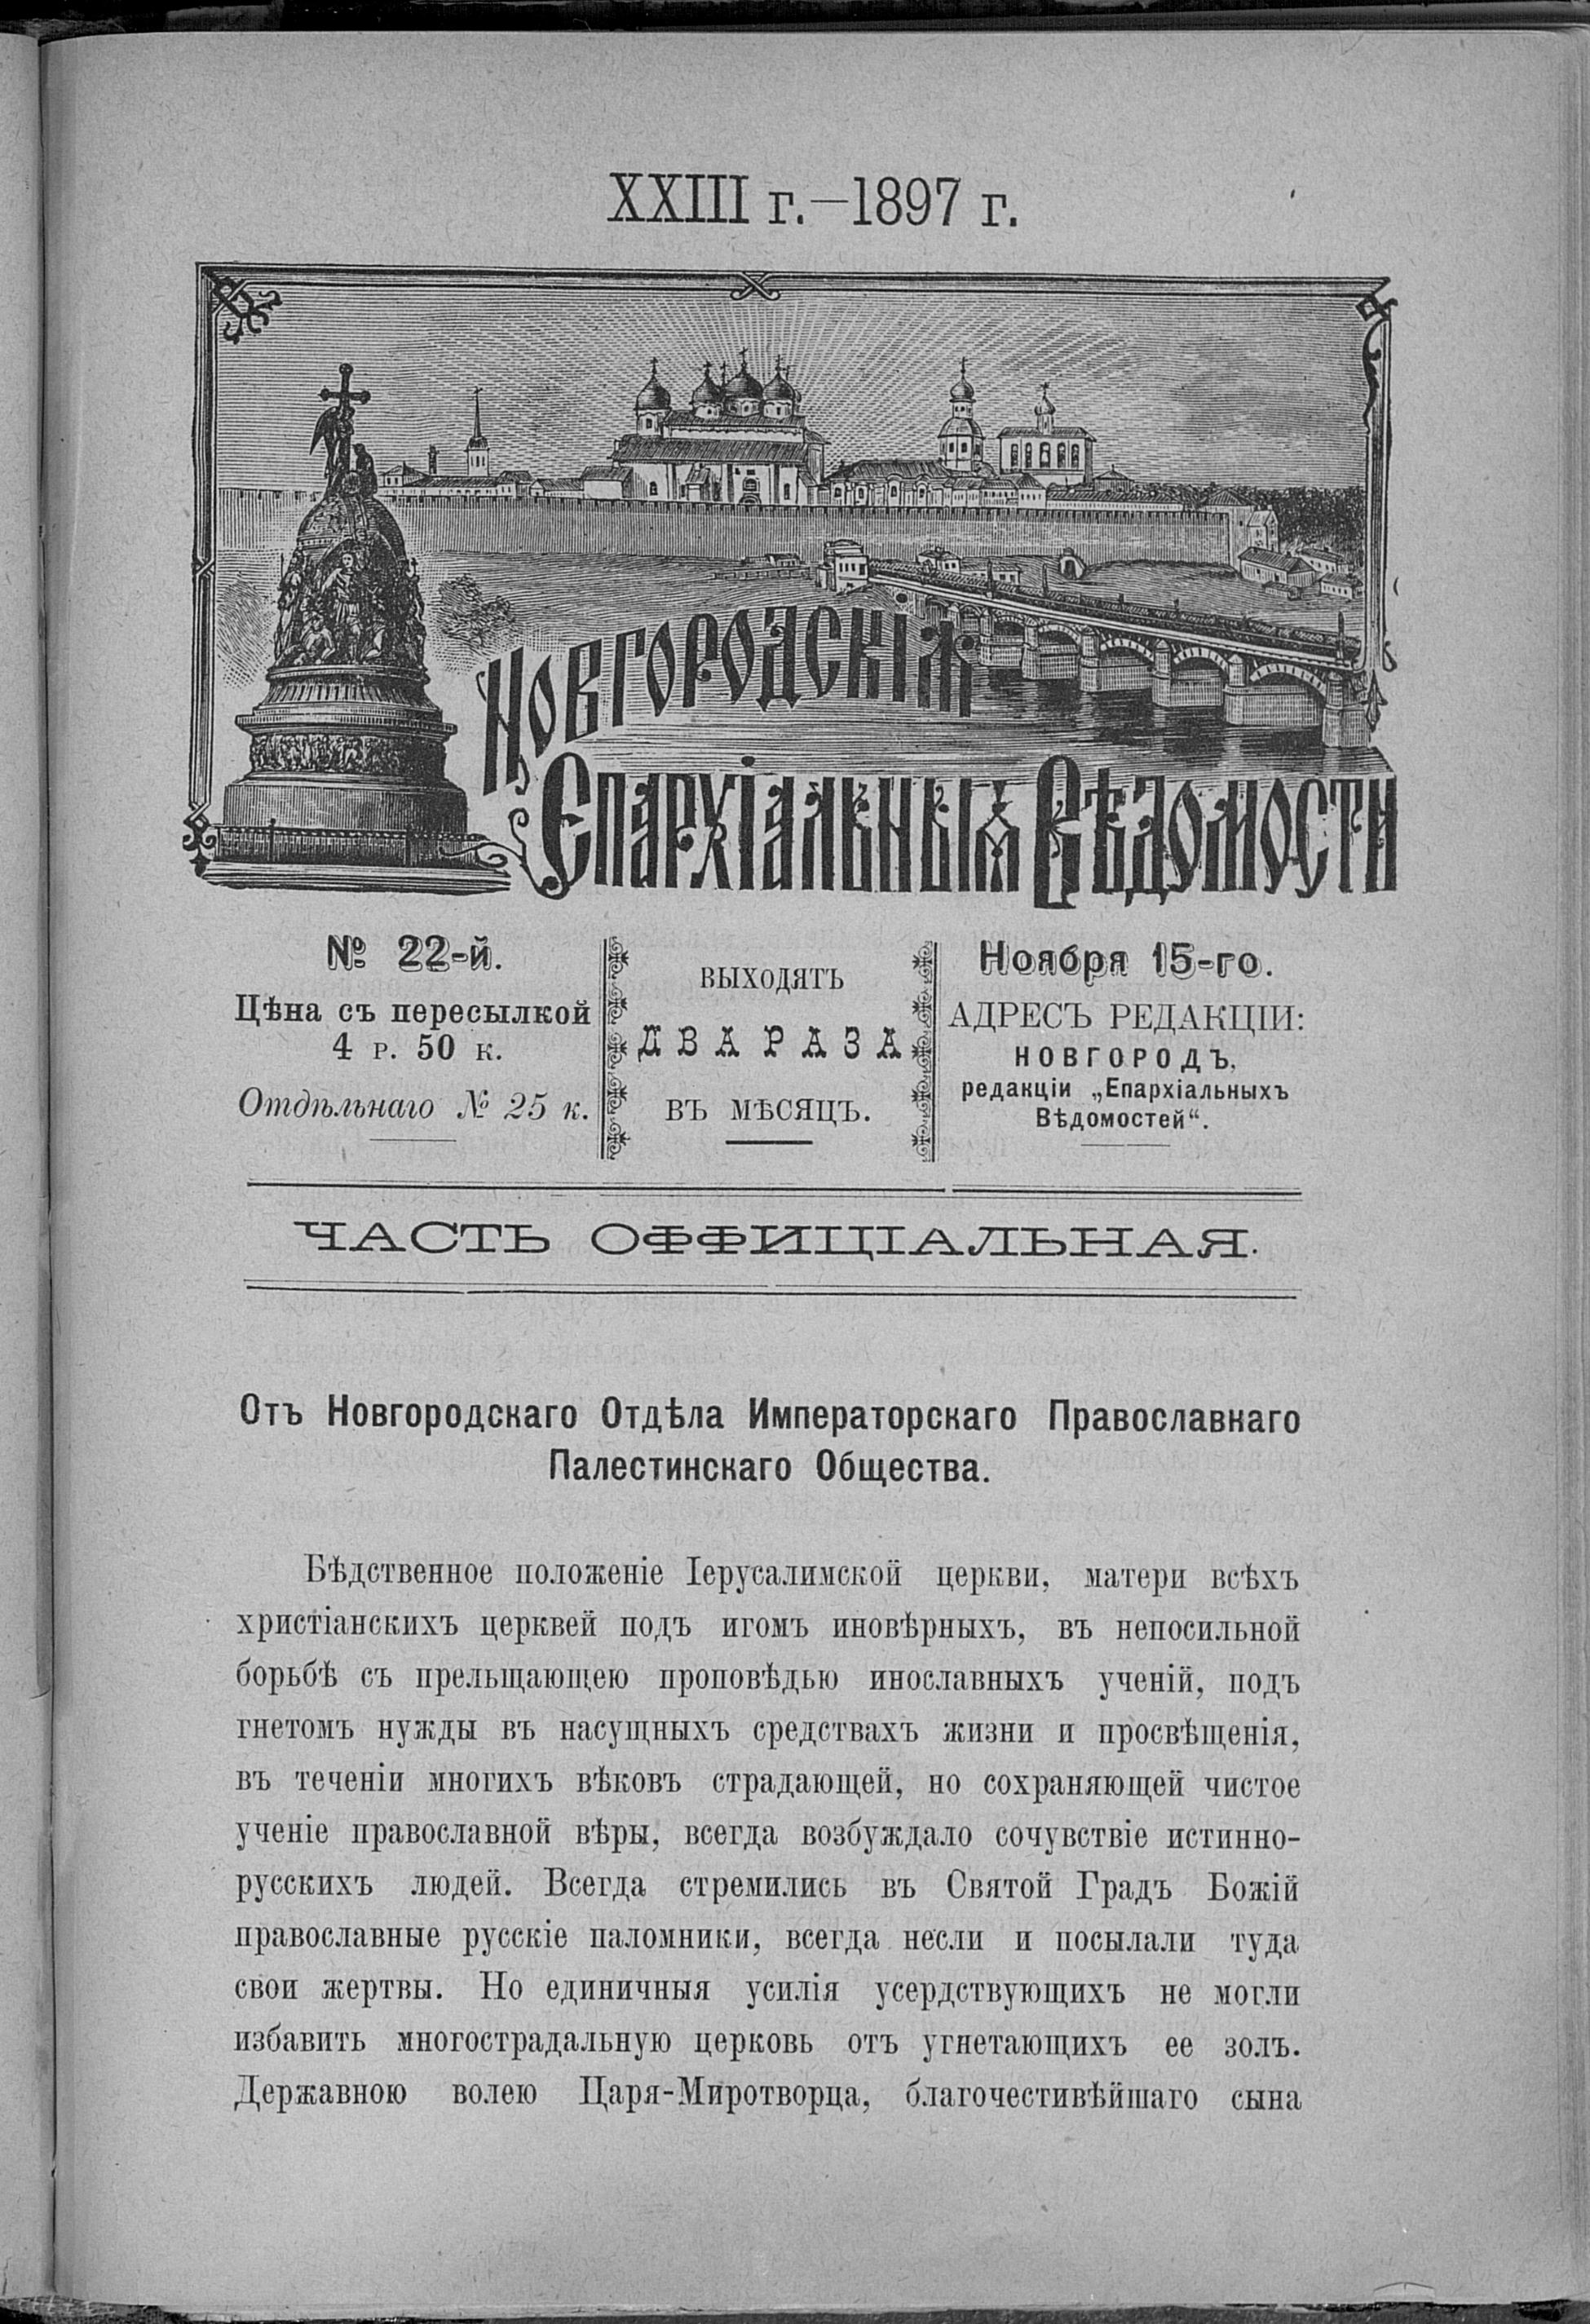 XXIII г.—1897 г.
Новгородскія
Епархіальныя Вѣдомости
№ 22-й.
Цѣна съ пересылкой
4 р. 50 к.
Отдѣльнаго № 25 к.
ВЫХОДЯТЪ
ДВА РАЗА
ВЪ МѢСЯЦЪ.
Ноября 15-го.
АДРЕСЪ РЕДАКЦІИ:
НОВГОРОДЪ,
редакціи „Епархіальныхъ
Вѣдомостей“.
ЧАСТЬ ОФФИЦІАЛЬНАЯ.
Отъ Новгородскаго Отдѣла Императорскаго Православнаго
Палестинскаго Общества.
Бѣдственное положеніе Іерусалимской церкви, матери всѣхъ
христіанскихъ церквей подъ игомъ иновѣрныхъ, въ непосильной
борьбѣ съ прельщающею проповѣдью инославныхъ ученій, подъ
гнетомъ нужды въ насущныхъ средствахъ жизни и просвѣщенія,
въ теченіи многихъ вѣковъ страдающей, но сохраняющей чистое
ученіе православной вѣры, всегда возбуждало сочувствіе истинно-
русскихъ людей. Всегда стремились въ Святой Градъ Божій
православные русскіе паломники, всегда несли и посылали туда
свои жертвы. Но единичныя усилія усердствующихъ не могли
избавить многострадальную церковь отъ угнетающихъ ее золъ.
Державною волею Царя-Миротворца, благочестивѣйшаго сына